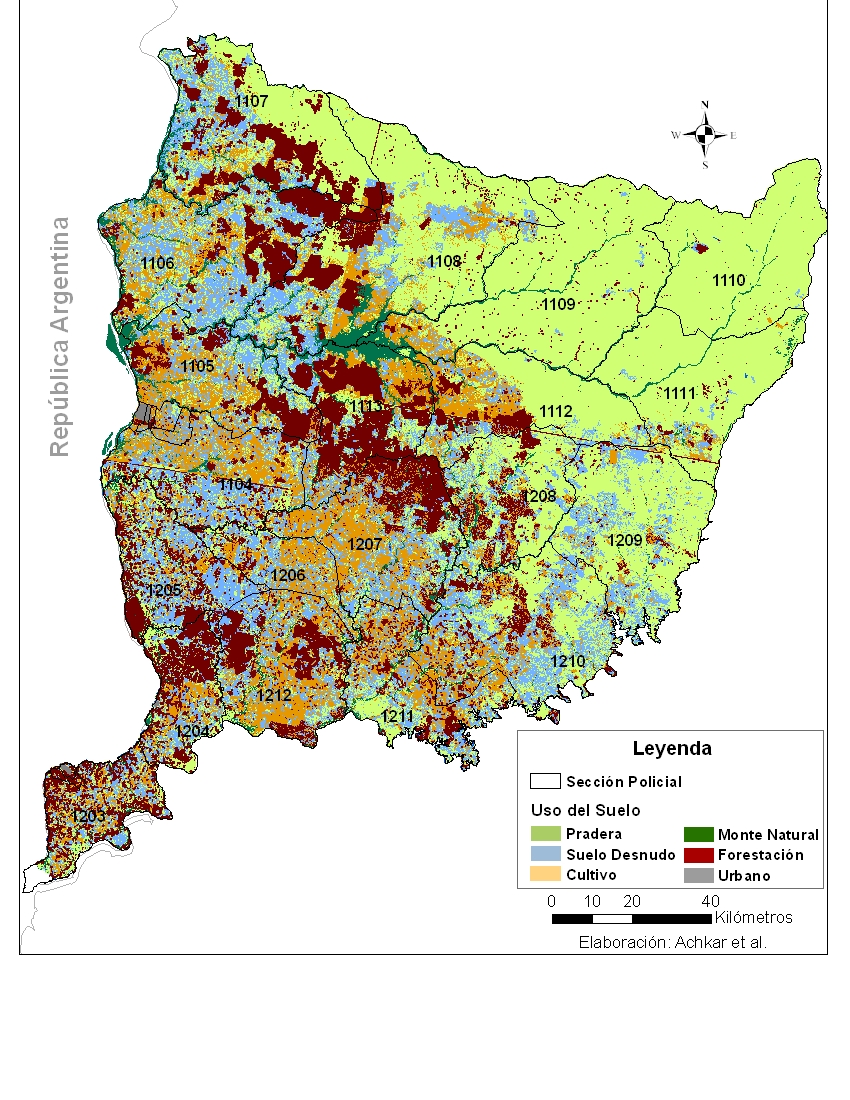 N
W E
S
República Argentina
1107
1106
1108
1110
1109
1105
1111
1113
1112
1104
1208
1207
1209
1206
1205
1210
1212
1211
1204
1203
Leyenda
Sección Policial
Uso del Suelo
Pradera
Suelo Desnudo
Cultivo
Monte Natural
Forestación
Urbano
0 10 20 40
Kilómetros
Elaboración: Achkar et al.